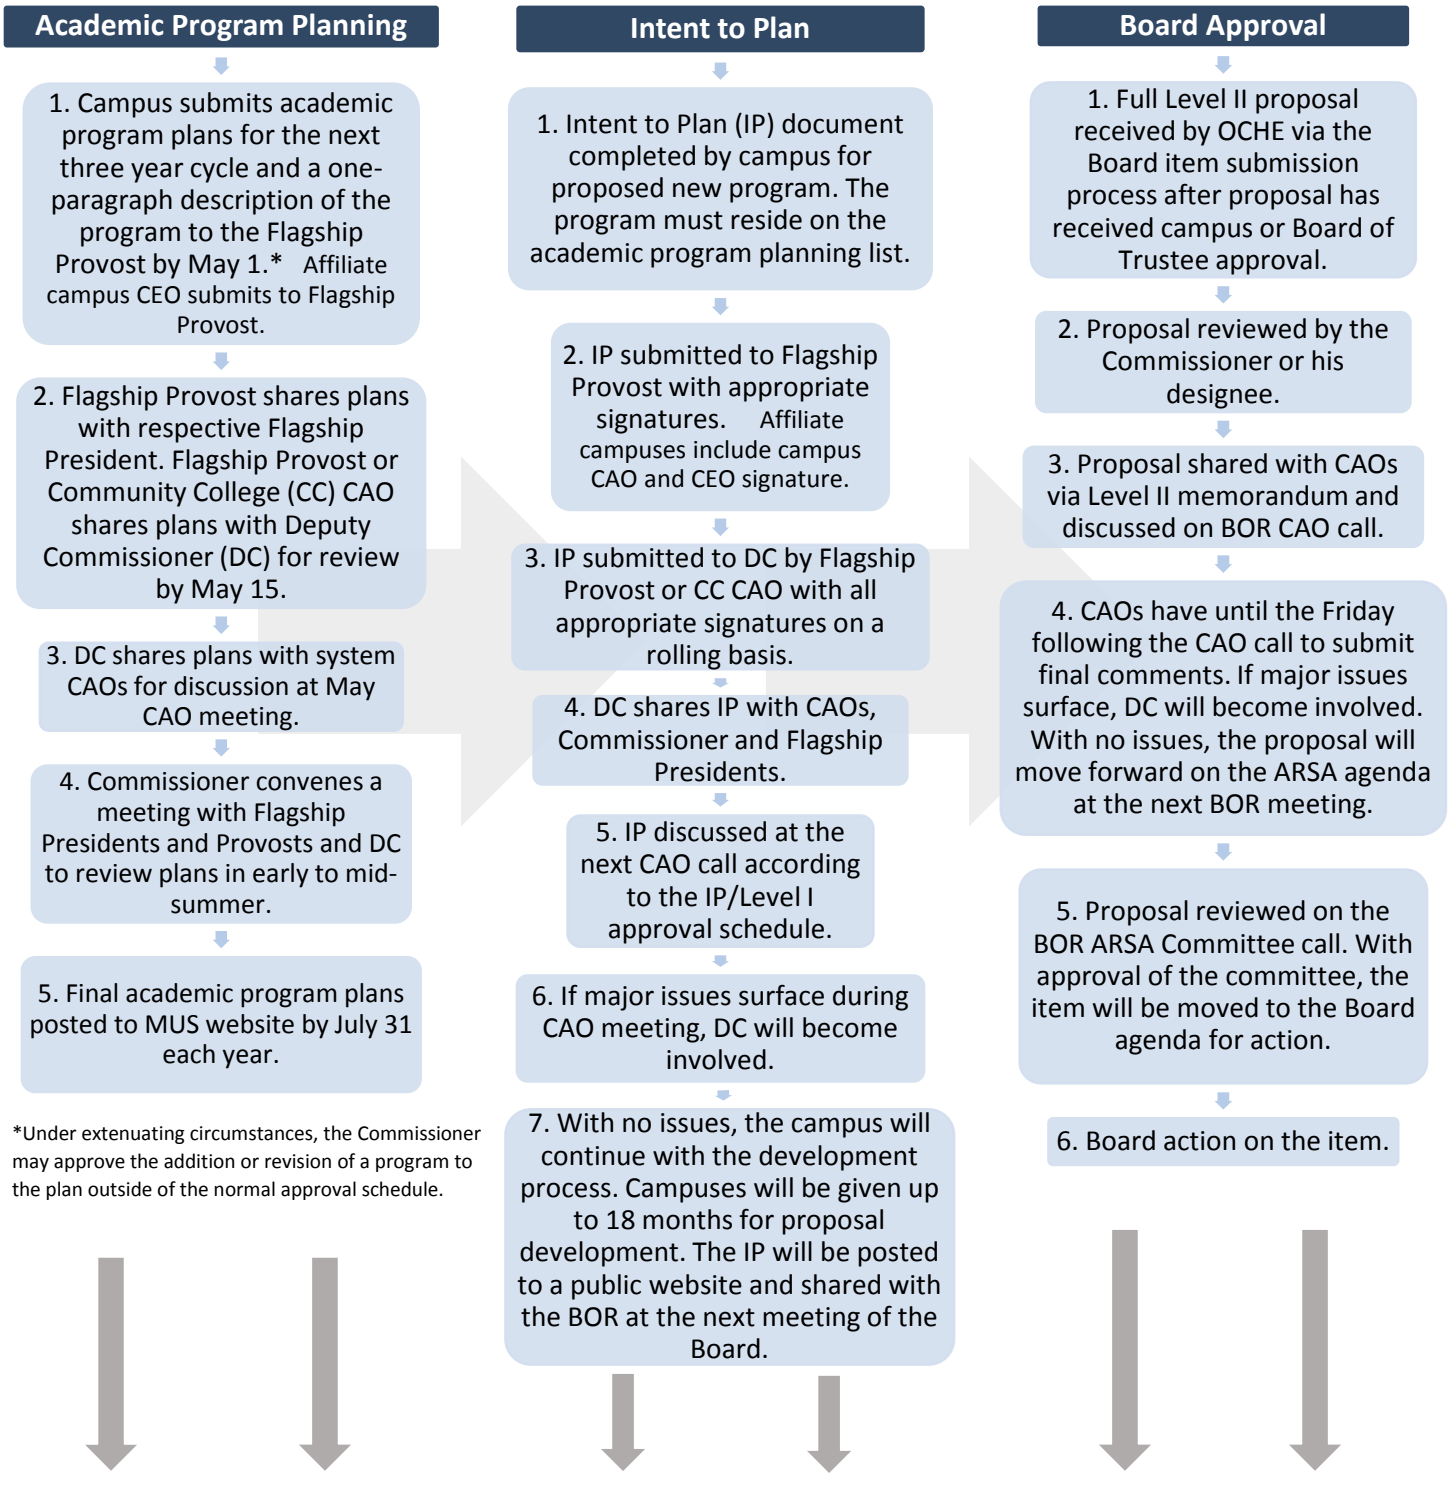 Academic Program Planning
1. Campus submits academic
program plans for the next
three year cycle and a one-
paragraph description of the
program to the Flagship
Provost by May 1.* Affiliate
campus CEO submits to Flagship
Provost.
2. Flagship Provost shares plans
with respective Flagship
President. Flagship Provost or
Community College (CC) CAO
shares plans with Deputy
Commissioner (DC) for review
by May 15.
3. DC shares plans with system
CAOs for discussion at May
CAO meeting.
4. Commissioner convenes a
meeting with Flagship
Presidents and Provosts and DC
to review plans in early to mid-
summer.
5. Final academic program plans
posted to MUS website by July 31
each year.
*Under extenuating circumstances, the Commissioner
may approve the addition or revision of a program to
the plan outside of the normal approval schedule.
Intent to Plan
1. Intent to Plan (IP) document
completed by campus for
proposed new program. The
program must reside on the
academic program planning list.
2. IP submitted to Flagship
Provost with appropriate
signatures. Affiliate
campuses include campus
CAO and CEO signature.
3. IP submitted to DC by Flagship
Provost or CC CAO with all
appropriate signatures on a
rolling basis.
4. DC shares IP with CAOs,
Commissioner and Flagship
Presidents.
5. IP discussed at the
next CAO call according
to the IP/Level I
approval schedule.
6. If major issues surface during
CAO meeting, DC will become
involved.
7. With no issues, the campus will
continue with the development
process. Campuses will be given up
to 18 months for proposal
development. The IP will be posted
to a public website and shared with
the BOR at the next meeting of the
Board.
Board Approval
1. Full Level II proposal
received by OCHE via the
Board item submission
process after proposal has
received campus or Board of
Trustee approval.
2. Proposal reviewed by the
Commissioner or his
designee.
3. Proposal shared with CAOs
via Level II memorandum and
discussed on BOR CAO call.
4. CAOs have until the Friday
following the CAO call to submit
final comments. If major issues
surface, DC will become involved.
With no issues, the proposal will
move forward on the ARSA agenda
at the next BOR meeting.
5. Proposal reviewed on the
BOR ARSA Committee call. With
approval of the committee, the
item will be moved to the Board
agenda for action.
6. Board action on the item.